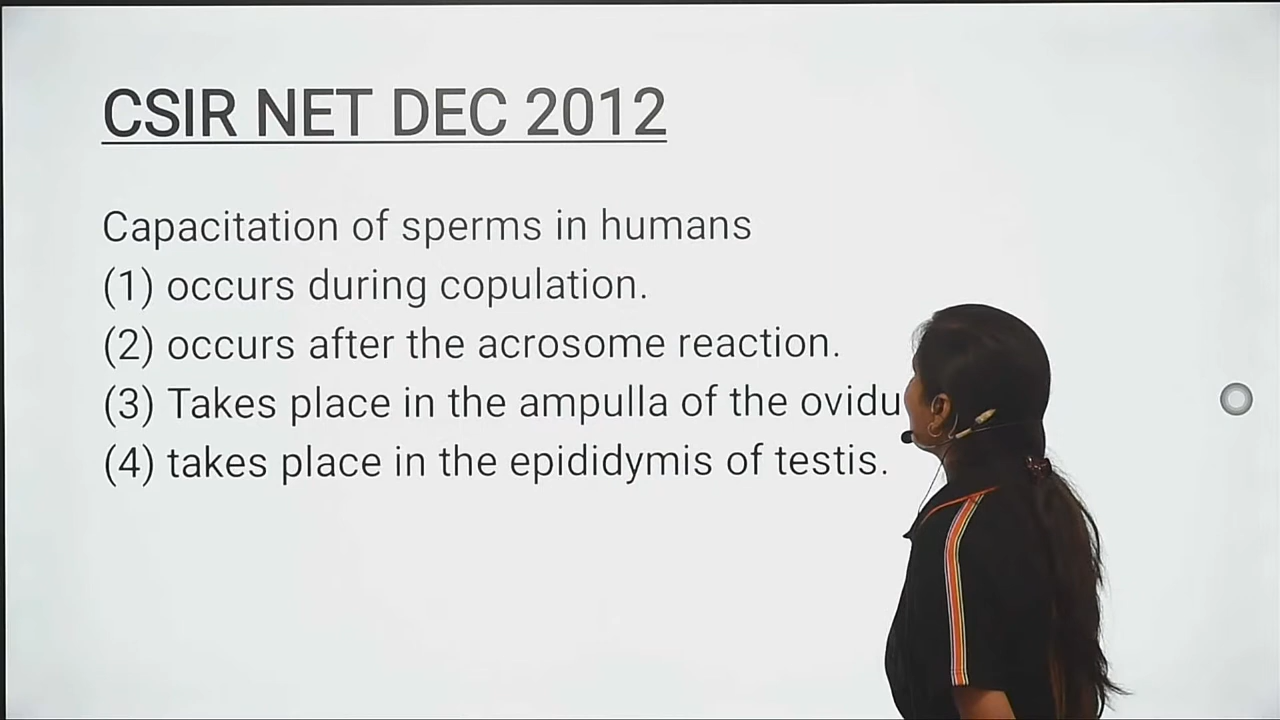 CSIR NET DEC 2012
Capacitation of sperms in humans
(1) occurs during copulation.
(2) occurs after the acrosome reaction.
(3) Takes place in the ampulla of the
(4) takes place in the epididymis of testis.